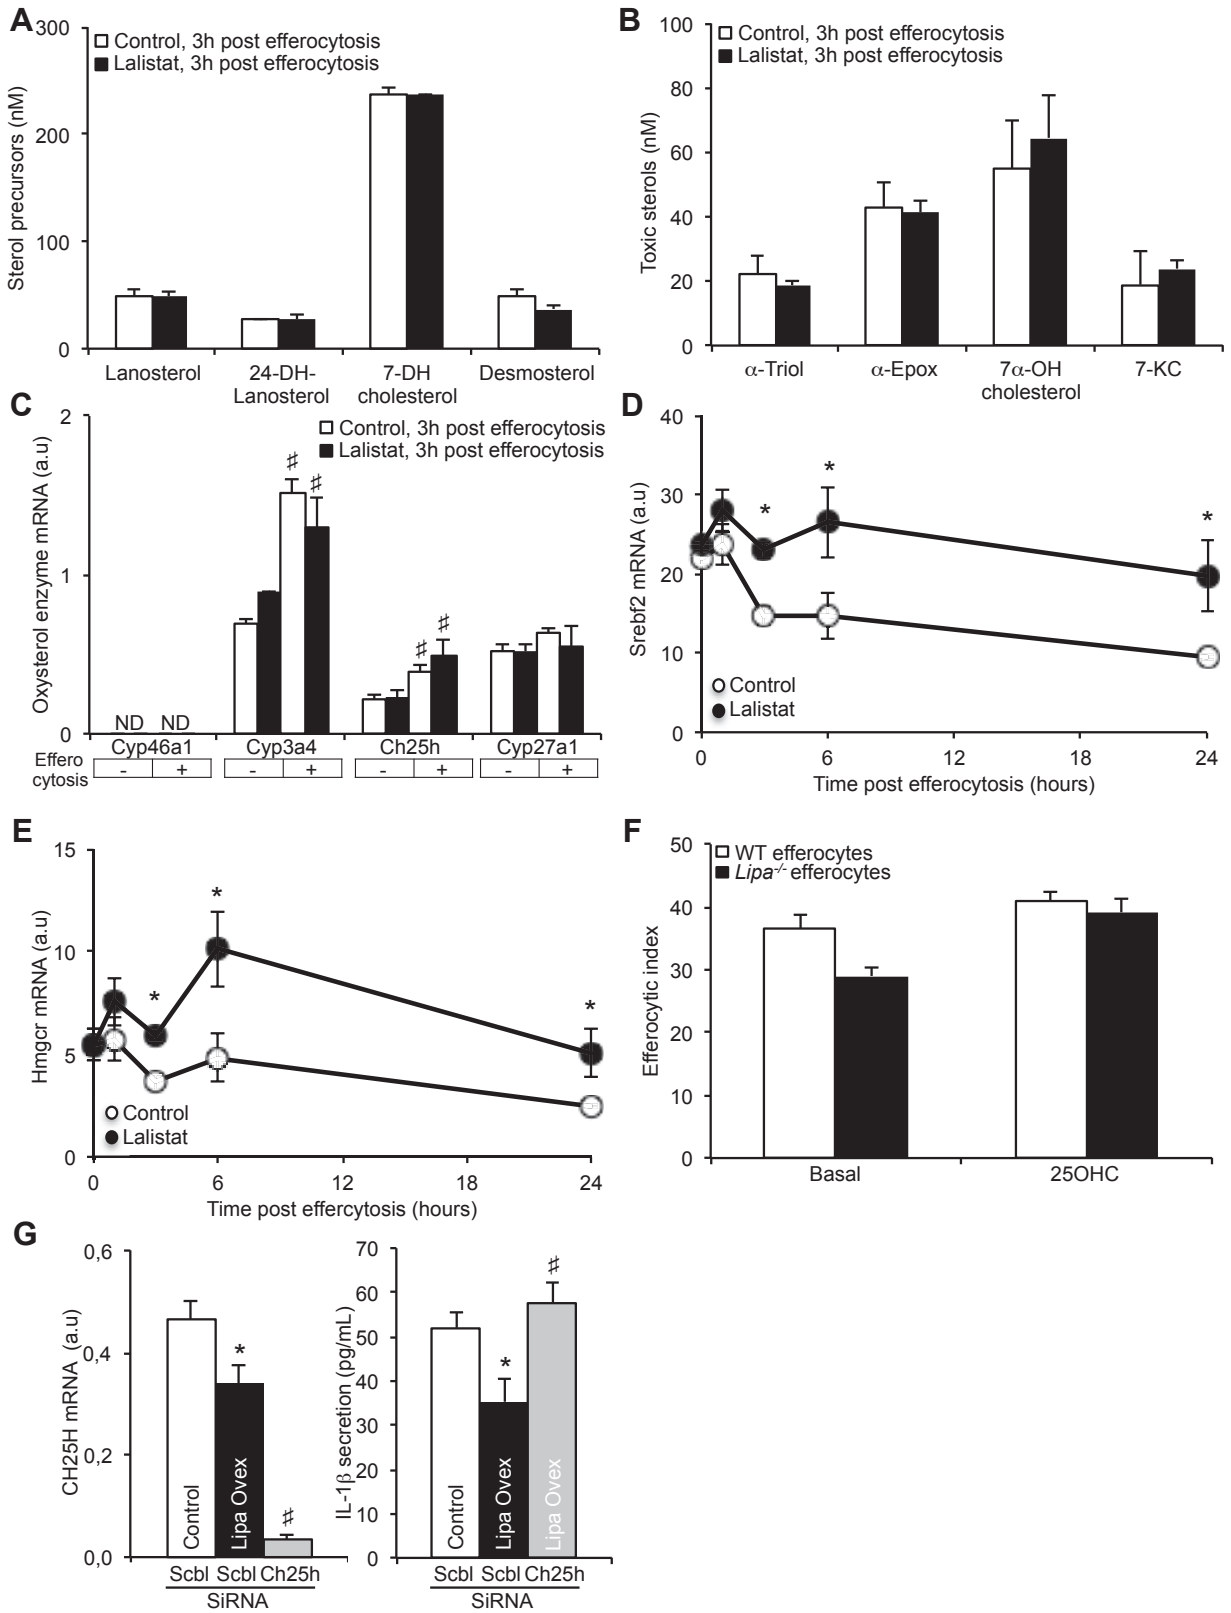 A
300
200
100
0
Sterol precursors (nM)
Control, 3h post efferocytosis
Lalistat, 3h post efferocytosis
Lanosterol
24-DH-
Lanosterol
7-DH
cholesterol
Desmosterol
B
100
80
60
40
20
0
Toxic sterols (nM)
Control, 3h post efferocytosis
Lalistat, 3h post efferocytosis
α-Triol
α-Epox
7α-OH
cholesterol
7-KC
C
2
1
0
Oxysterol enzyme mRNA (a.u)
Control, 3h post efferocytosis
Lalistat, 3h post efferocytosis
♯
♯
♯
♯
ND ND
Cyp46a1 Cyp3a4 Ch25h Cyp27a1
Effero
cytosis
- + - + - + - +
D
40
30
20
10
0
Srebf2 mRNA (a.u)
*
*
*
Control
Lalistat
0 6 12 18 24
Time post efferocytosis (hours)
E
15
10
5
0
Hmgcr mRNA (a.u)
*
*
*
Control
Lalistat
0 6 12 18 24
Time post effercytosis (hours)
F
50
40
30
20
10
0
Efferocytic index
WT efferocytes
Lipa-/- efferocytes
Basal 25OHC
G
0,6
0,4
0,2
0,0
CH25H mRNA (a.u)
*
♯
Control
Lipa Ovex
Scbl Scbl Ch25h
SiRNA
70
60
50
40
30
20
10
0
IL-1β secretion (pg/mL)
*
♯
Control
Lipa Ovex
Lipa Ovex
Scbl Scbl Ch25h
SiRNA